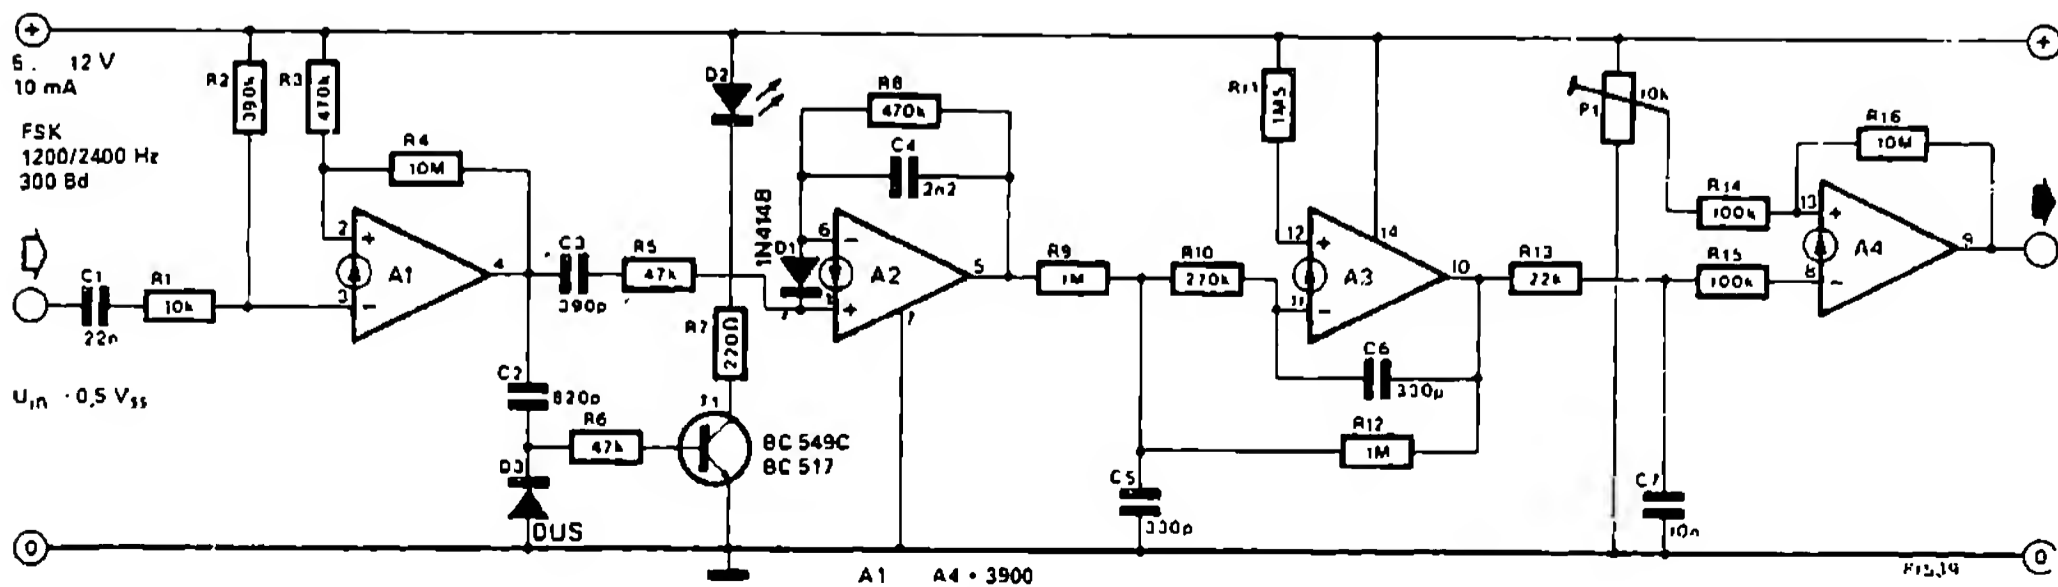 +
+
12 V
10 mA
FSK
1200/2400 Hz
300 Bd
R2
390k
R3
470k
R4
10M
2
+
A1
4
3
−
C1
22n
R1
10k
Uin · 0,5 Vss
C2
820p
R6
47k
D3
DUS
C3
390p
R5
47k
D2
R7
220Ω
BC 549C
BC 517
1N4148
D1
R8
470k
C4
2n2
6
−
A2
5
+
7
R9
1M
R10
270k
R11
1M5
12
+
14
A3
10
11
−
C6
R12
1M
C5
330p
R13
22k
P1
10k
R14
100k
R15
100k
R16
10M
13
+
A4
9
8
−
C7
10n
0
0
A1 A4 · 3900